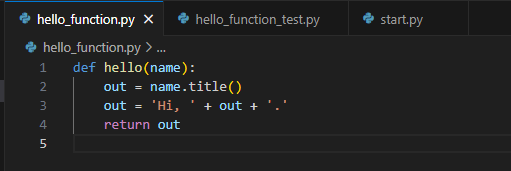 hello_function.py × hello_function_test.py start.py
hello_function.py > ...
1 def hello(name):
2     out = name.title()
3     out = 'Hi, ' + out + '.'
4     return out
5